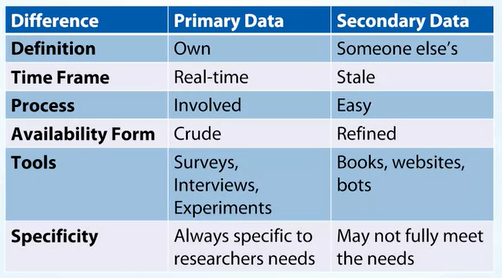 Difference Primary Data Secondary Data
Definition Own Someone else's
Time Frame Real-time Stale
Process Involved Easy
Availability Form Crude Refined
Tools Surveys, Books, websites,
Interviews, bots
Experiments
Specificity Always specific to May not fully meet
researchers needs the needs